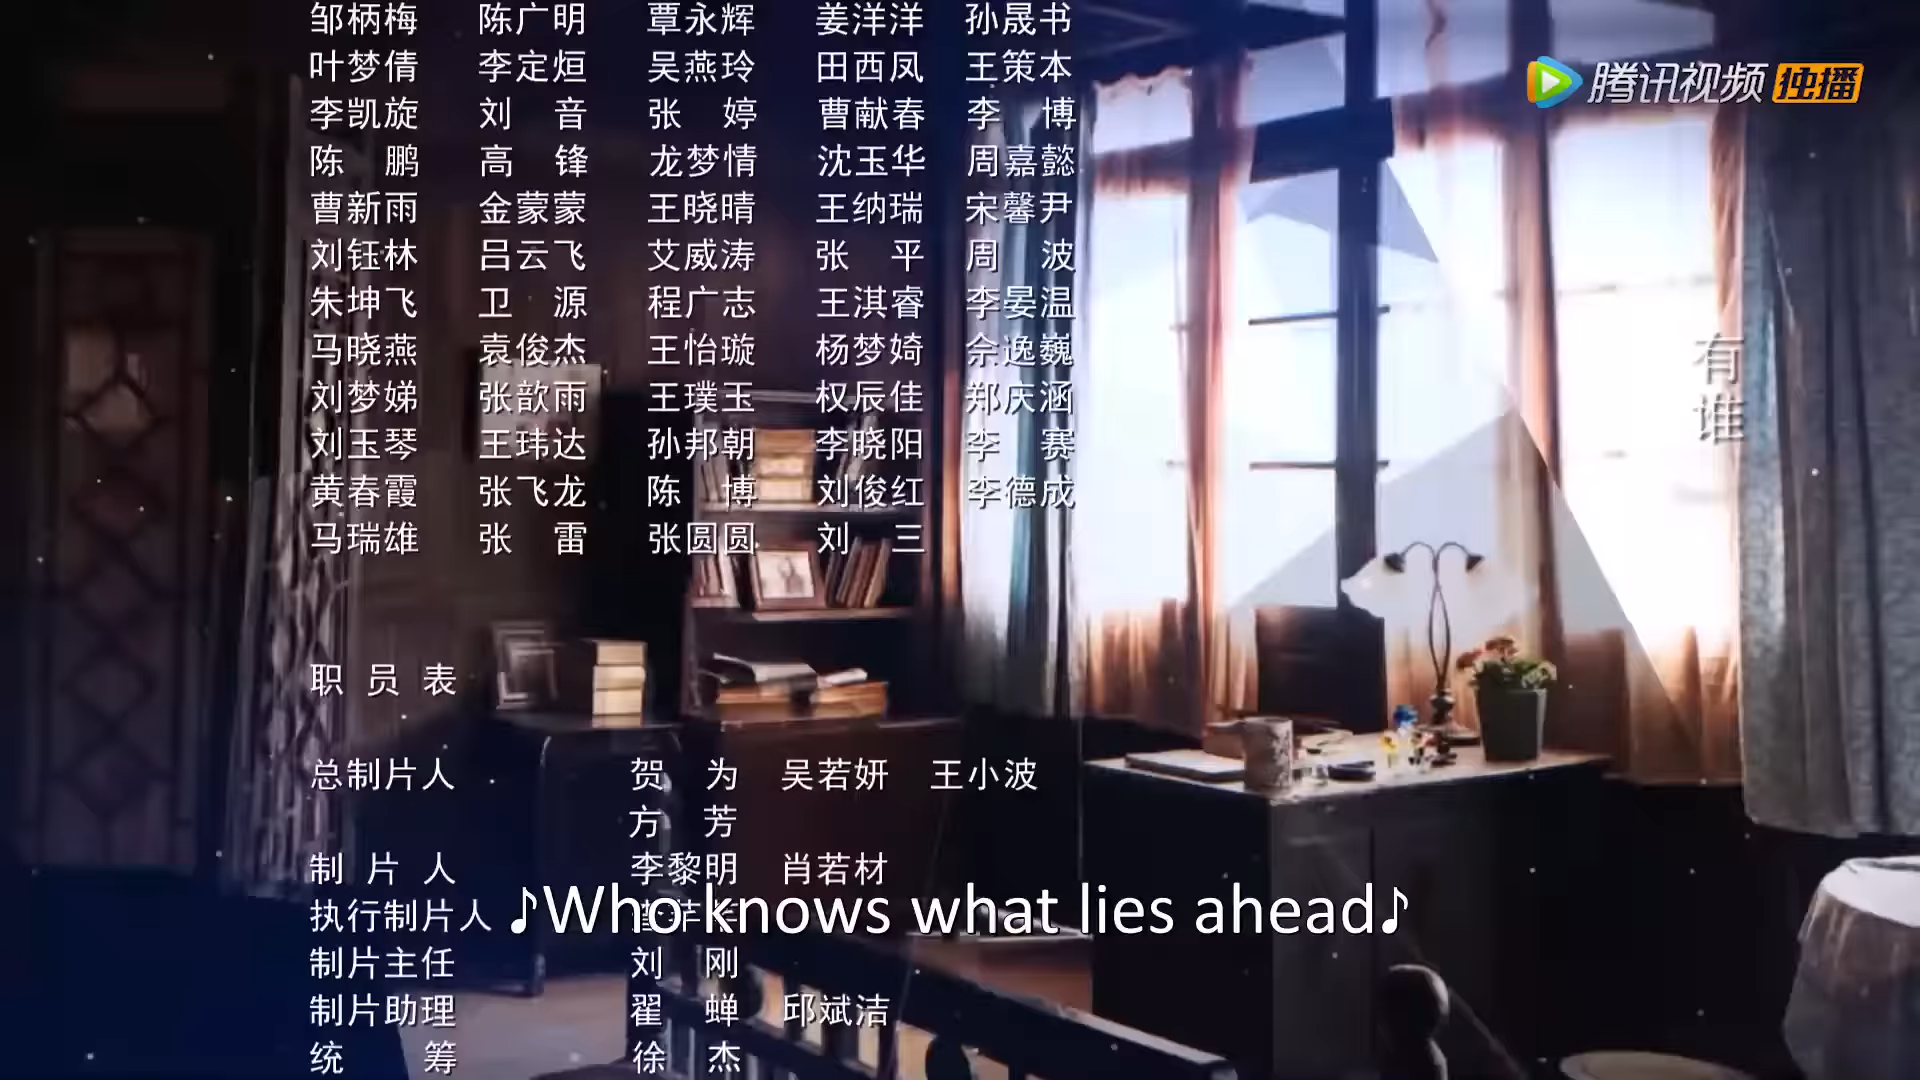 邹柄梅 陈广明 覃永辉 姜洋洋 孙晟书
叶梦倩 李定烜 吴燕玲 田西凤 王策本
李凯旋 刘音 张婷 曹献春 李博
陈鹏 高锋 龙梦情 沈玉华 周嘉懿
曹新雨 金蒙蒙 王晓晴 王纳瑞 宋馨尹
刘钰林 吕云飞 艾威涛 张平 周波
朱坤飞 卫源 程广志 王淇睿 李晏温
马晓燕 袁俊杰 王怡璇 杨梦婍 佘逸巍
刘梦娣 张歆雨 王璞玉 权辰佳 郑庆涵
刘玉琴 王玮达 孙邦朝 李晓阳 李赛
黄春霞 张飞龙 陈博 刘俊红 李德成
马瑞雄 张雷 张圆圆 刘三
职员表
总制片人 贺为 吴若妍 王小波
方芳
制片人 李黎明 肖若材
执行制片人
制片主任 刘刚
制片助理 翟蝉 邱斌洁
统筹 徐杰
♪Who knows what lies ahead♪
腾讯视频 独播
有谁